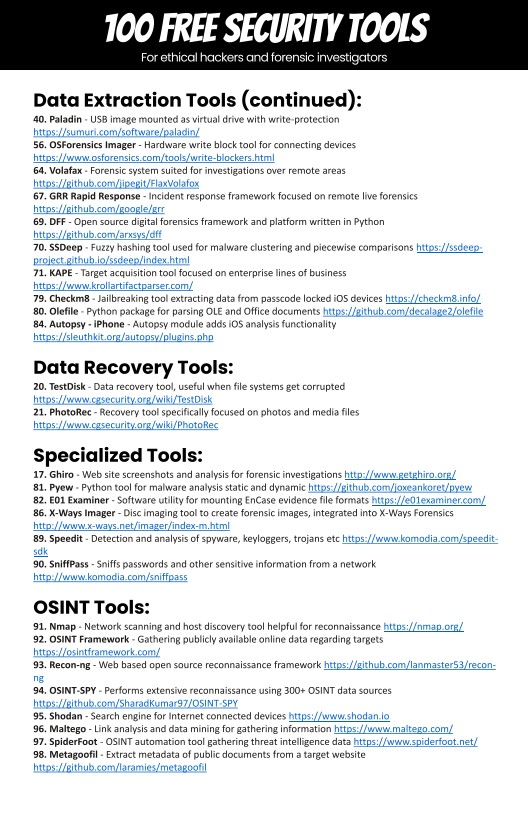 100 FREE SECURITY TOOLS
For ethical hackers and forensic investigators
Data Extraction Tools (continued):
40. Paladin - USB image mounted as virtual drive with write-protection
https://sumuri.com/software/paladin/
56. OSForensics Imager - Hardware write block tool for connecting devices
https://www.osforensics.com/tools/write-blockers.html
64. Volafax - Forensic system suited for investigations over remote areas
https://github.com/jipegit/FlaxVolafox
67. GRR Rapid Response - Incident response framework focused on remote live forensics
https://github.com/google/grr
69. DFF - Open source digital forensics framework and platform written in Python
https://github.com/arxsys/dff
70. SSDeep - Fuzzy hashing tool used for malware clustering and piecewise comparisons https://ssdeep-
project.github.io/ssdeep/index.html
71. KAPE - Target acquisition tool focused on enterprise lines of business
https://www.krollartifactparser.com/
79. Checkm8 - Jailbreaking tool extracting data from passcode locked iOS devices https://checkm8.info/
80. Olefile - Python package for parsing OLE and Office documents https://github.com/decalage2/olefile
84. Autopsy - iPhone - Autopsy module adds iOS analysis functionality
https://sleuthkit.org/autopsy/plugins.php
Data Recovery Tools:
20. TestDisk - Data recovery tool, useful when file systems get corrupted
https://www.cgsecurity.org/wiki/TestDisk
21. PhotoRec - Recovery tool specifically focused on photos and media files
https://www.cgsecurity.org/wiki/PhotoRec
Specialized Tools:
17. Ghiro - Web site screenshots and analysis for forensic investigations http://www.getghiro.org/
81. Pyew - Python tool for malware analysis static and dynamic https://github.com/joxeankoret/pyew
82. E01 Examiner - Software utility for mounting EnCase evidence file formats https://e01examiner.com/
86. X-Ways Imager - Disc imaging tool to create forensic images, integrated into X-Ways Forensics
http://www.x-ways.net/imager/index-m.html
89. Speedit - Detection and analysis of spyware, keyloggers, trojans etc https://www.komodia.com/speedit-
sdk
90. SniffPass - Sniffs passwords and other sensitive information from a network
http://www.komodia.com/sniffpass
OSINT Tools:
91. Nmap - Network scanning and host discovery tool helpful for reconnaissance https://nmap.org/
92. OSINT Framework - Gathering publicly available online data regarding targets
https://osintframework.com/
93. Recon-ng - Web based open source reconnaissance framework https://github.com/lanmaster53/recon-
ng
94. OSINT-SPY - Performs extensive reconnaissance using 300+ OSINT data sources
https://github.com/SharadKumar97/OSINT-SPY
95. Shodan - Search engine for Internet connected devices https://www.shodan.io
96. Maltego - Link analysis and data mining for gathering information https://www.maltego.com/
97. SpiderFoot - OSINT automation tool gathering threat intelligence data https://www.spiderfoot.net/
98. Metagoofil - Extract metadata of public documents from a target website
https://github.com/laramies/metagoofil